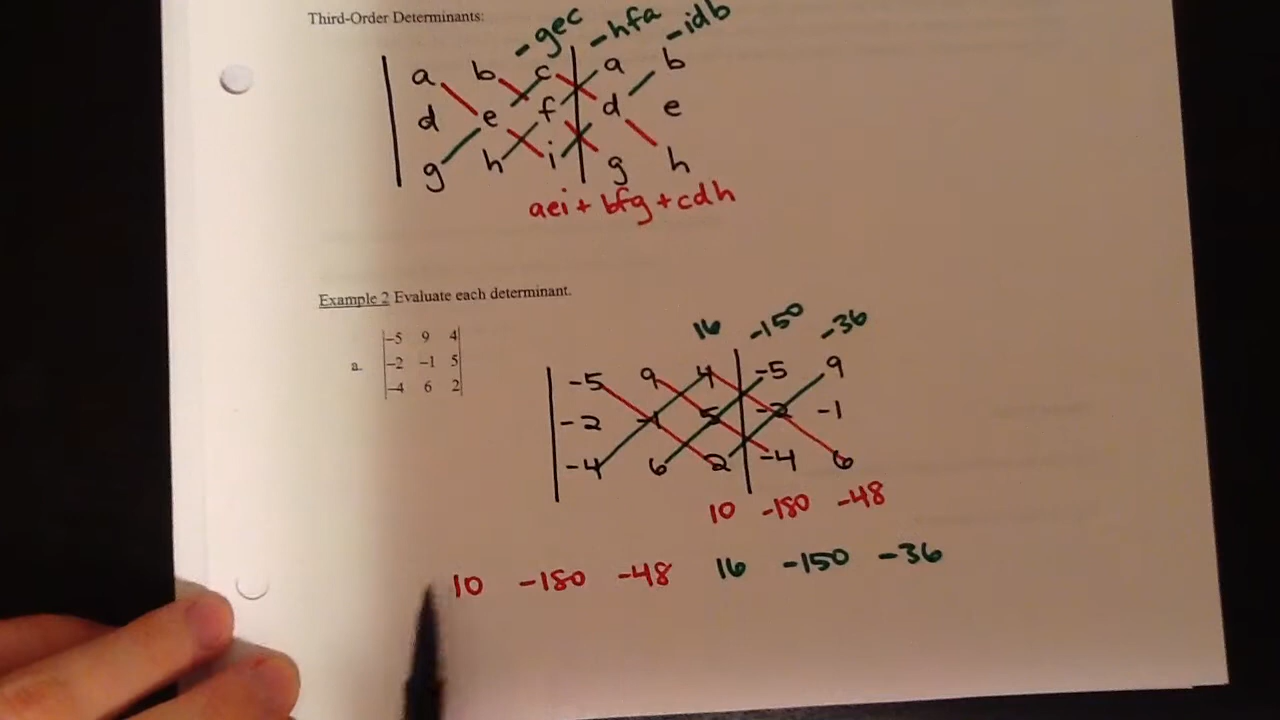 Third-Order Determinants:
-gec -hfa -idb
a b c a b
d e f d e
g h i g h
aei + bfg + cdh
Example 2 Evaluate each determinant.
a. |-5 9 4|
|-2 -1 5|
|-4 6 2|
16 -150 -36
-5 9 4 -5 9
-2 -1 5 -2 -1
-4 6 2 -4 6
10 -180 -48
10 -180 -48 16 -150 -36